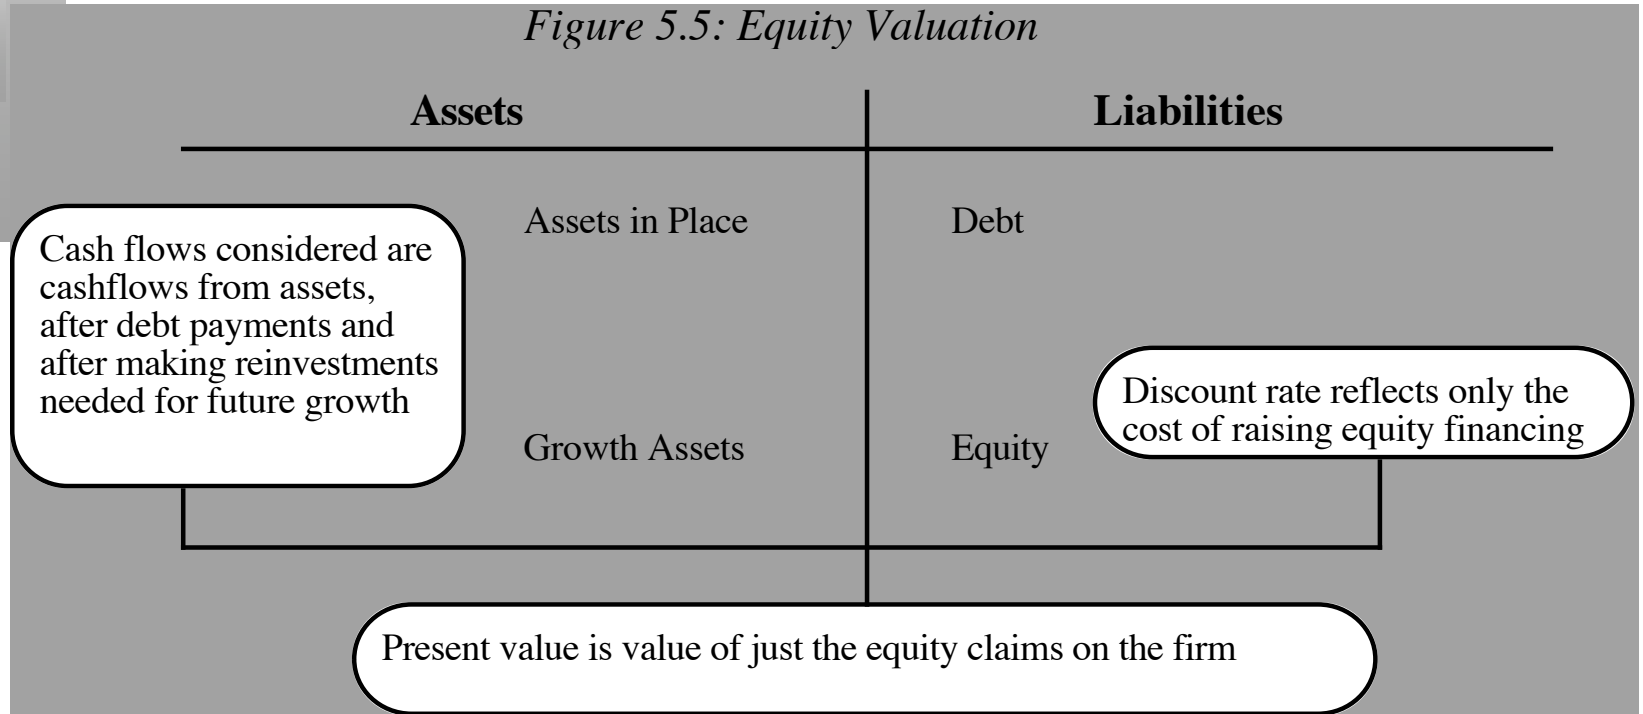 Figure 5.5: Equity Valuation
Assets
Liabilities
Assets in Place
Debt
Cash flows considered are
cashflows from assets,
after debt payments and
after making reinvestments
needed for future growth
Growth Assets
Equity
Discount rate reflects only the
cost of raising equity financing
Present value is value of just the equity claims on the firm